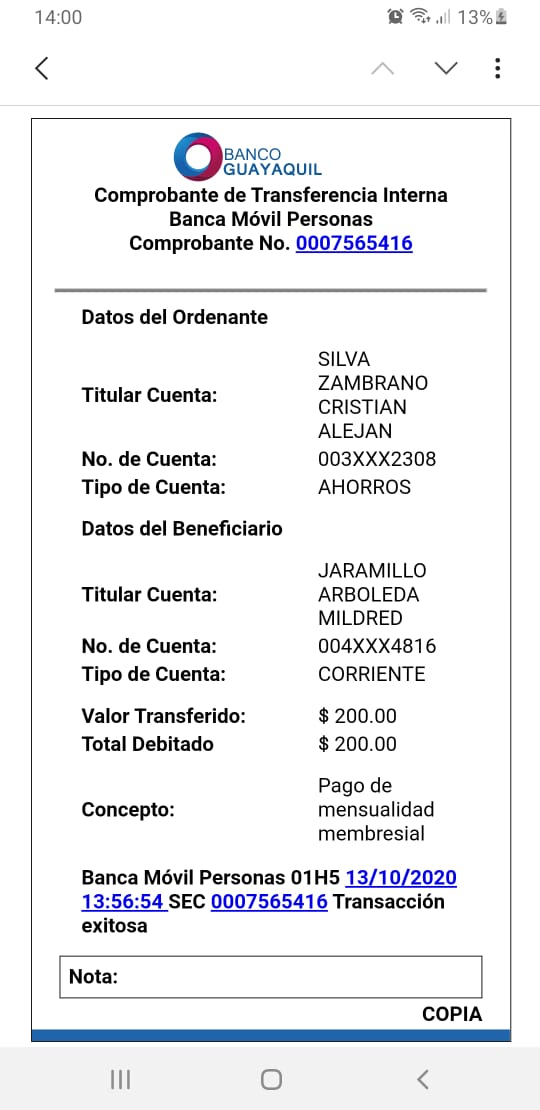 14:00
13%
BANCO
GUAYAQUIL
Comprobante de Transferencia Interna
Banca Móvil Personas
Comprobante No. 0007565416
Datos del Ordenante
Titular Cuenta:
SILVA
ZAMBRANO
CRISTIAN
ALEJAN
No. de Cuenta: 003XXX2308
Tipo de Cuenta: AHORROS
Datos del Beneficiario
Titular Cuenta:
JARAMILLO
ARBOLEDA
MILDRED
No. de Cuenta: 004XXX4816
Tipo de Cuenta: CORRIENTE
Valor Transferido: $ 200.00
Total Debitado $ 200.00
Concepto:
Pago de
mensualidad
membresial
Banca Móvil Personas 01H5 13/10/2020
13:56:54 SEC 0007565416 Transacción
exitosa
Nota:
COPIA